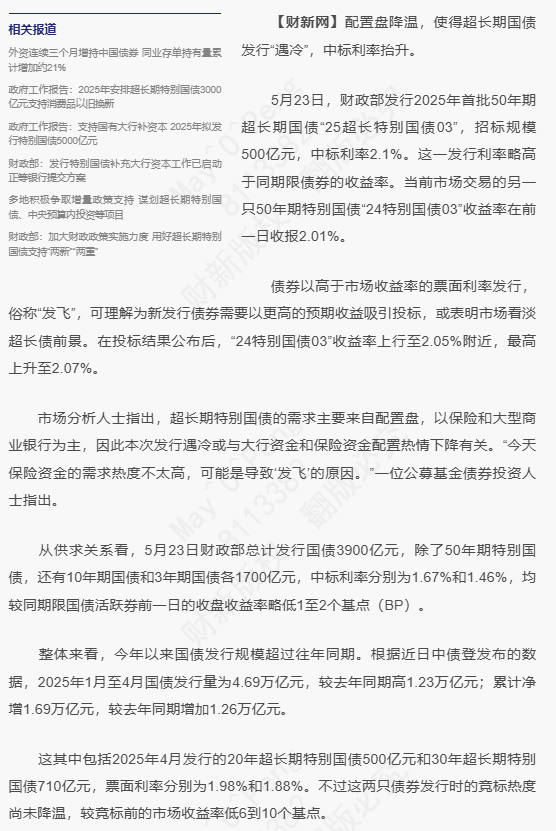 相关报道
外资连续三个月增持中国债券 同业存单持有量累
计增加约21%
政府工作报告：2025年安排超长期特别国债3000
亿元支持消费品以旧换新
政府工作报告：支持国有大行补资本 2025年拟发
行特别国债5000亿元
财政部：发行特别国债补充大行资本工作已启动
正等银行提交方案
多地积极争取增量政策支持 谋划超长期特别国
债、中央预算内投资等项目
财政部：加大财政政策实施力度 用好超长期特别
国债支持“两新”“两重”
【财新网】配置盘降温，使得超长期国债
发行“遇冷”，中标利率抬升。
5月23日，财政部发行2025年首批50年期
超长期国债“25超长特别国债03”，招标规模
500亿元，中标利率2.1%。这一发行利率略高
于同期限债券的收益率。当前市场交易的另一
只50年期特别国债“24特别国债03”收益率在前
一日收报2.01%。
债券以高于市场收益率的票面利率发行，
俗称“发飞”，可理解为新发行债券需要以更高的预期收益吸引投标，或表明市场看淡
超长债前景。在投标结果公布后，“24特别国债03”收益率上行至2.05%附近，最高
上升至2.07%。
市场分析人士指出，超长期特别国债的需求主要来自配置盘，以保险和大型商
业银行为主，因此本次发行遇冷或与大行资金和保险资金配置热情下降有关。“今天
保险资金的需求热度不太高，可能是导致‘发飞’的原因。”一位公募基金债券投资人
士指出。
从供求关系看，5月23日财政部总计发行国债3900亿元，除了50年期特别国
债，还有10年期国债和3年期国债各1700亿元，中标利率分别为1.67%和1.46%，均
较同期限国债活跃券前一日的收盘收益率略低1至2个基点（BP）。
整体来看，今年以来国债发行规模超过往年同期。根据近日中债登发布的数
据，2025年1月至4月国债发行量为4.69万亿元，较去年同期高1.23万亿元；累计净
增1.69万亿元，较去年同期增加1.26万亿元。
这其中包括2025年4月发行的20年超长期特别国债500亿元和30年超长期特别
国债710亿元，票面利率分别为1.98%和1.88%。不过这两只债券发行时的竞标热度
尚未降温，较竞标前的市场收益率低6到10个基点。